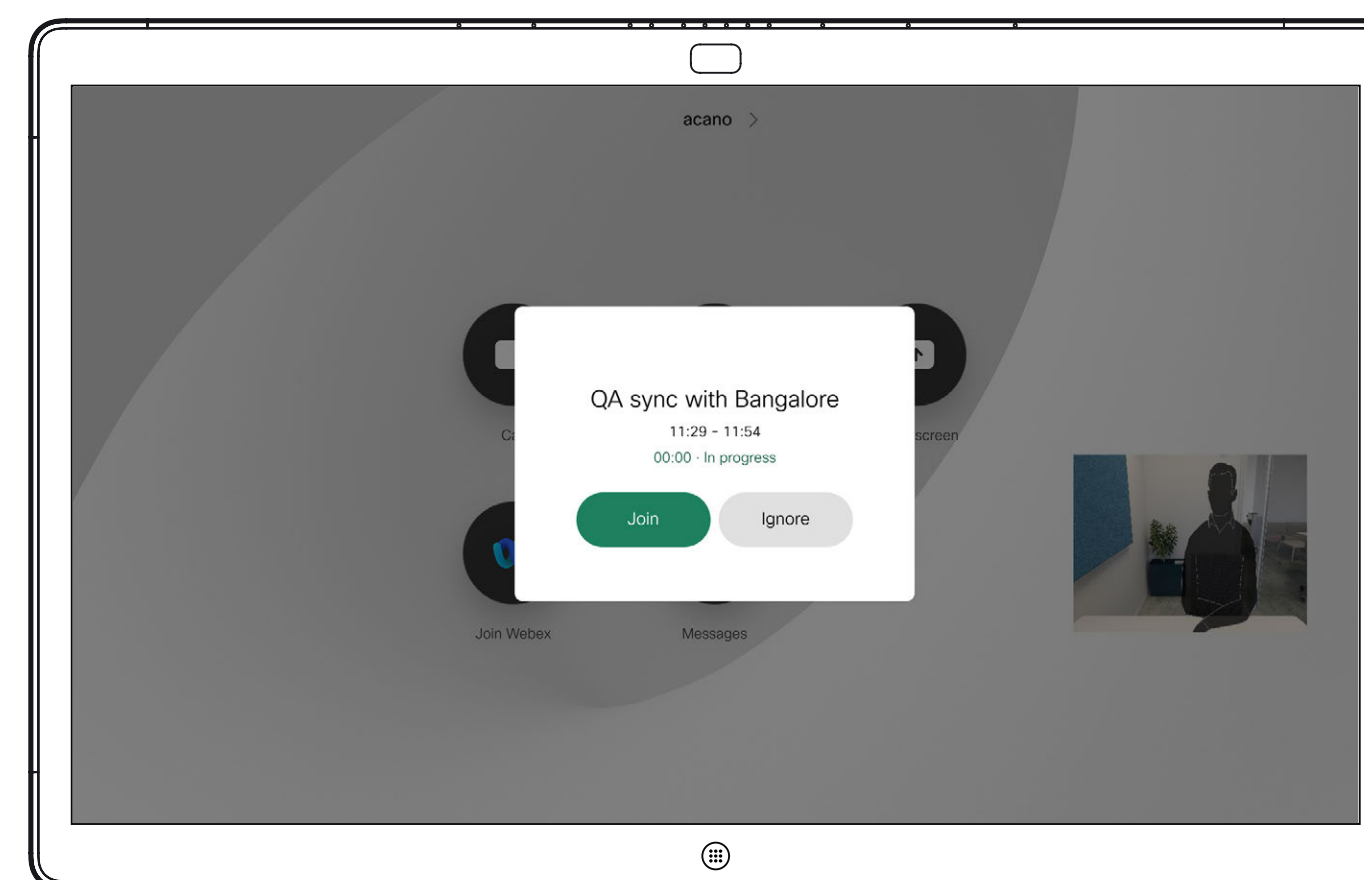 acano
QA sync with Bangalore
11:29 - 11:54
00:00 · In progress
Join
Ignore
screen
Join Webex
Messages